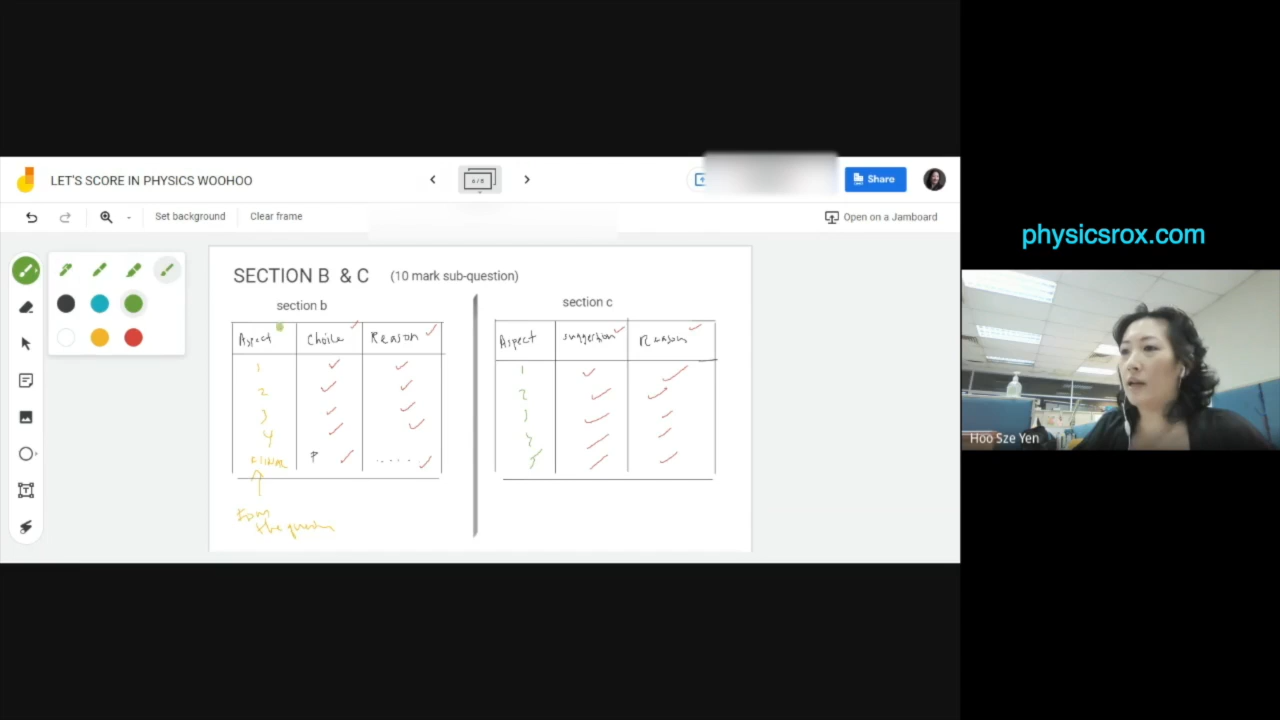 LET'S SCORE IN PHYSICS WOOHOO
6 / 8
Share
Set background
Clear frame
Open on a Jamboard
SECTION B & C (10 mark sub-question)
section b
section c
Aspect Choice Reason
Aspect suggestion Reason
1
2
3
4
P .....
from
the question
1
2
3
4
5
physicsrox.com
Hoo Sze Yen